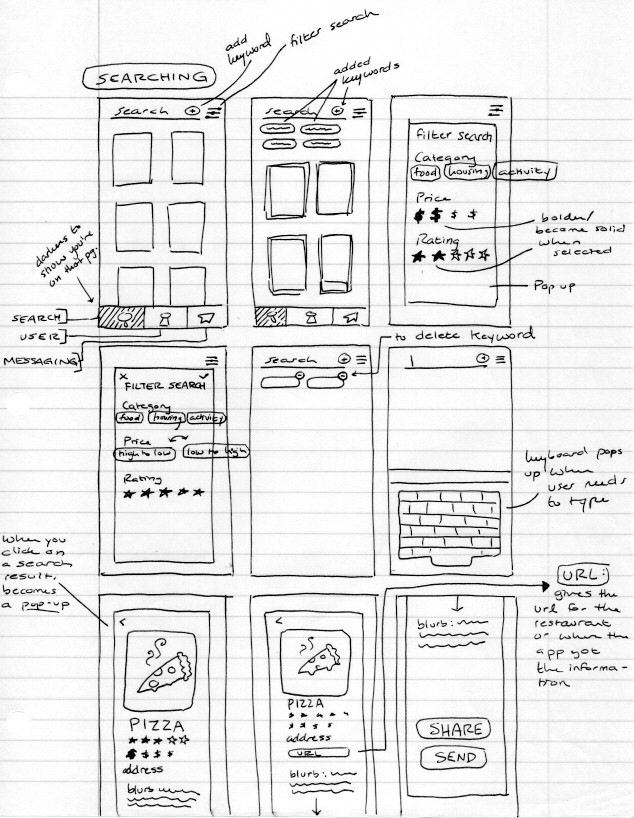 add
keyword
filter search
added
keywords
SEARCHING
search
search
filter search
Category
food housing activity
Price
$ $ $ $
Rating
bolder/
become solid
when
selected
Pop up
darkens to
show you're
on that pg.
SEARCH
USER
MESSAGING
to delete keyword
x
FILTER SEARCH
Category
food housing activity
Price
high to low low to high
Rating
search
keyboard pops
up when
user needs
to type
When you
click on
a search
result,
becomes
a pop-up
<
PIZZA
$ $ $ $
address
blurb:
<
PIZZA
$ $ $ $
address
URL
blurb:
blurb:
SHARE
SEND
URL:
gives the
url for the
restaurant
or where the
app got
the informa-
tion